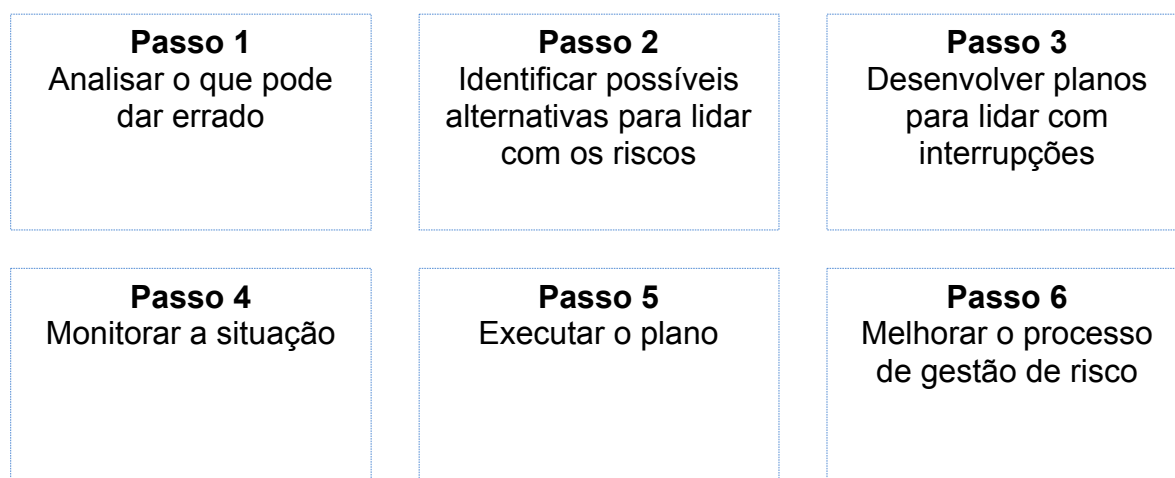 Passo 1
Analisar o que pode
dar errado
Passo 2
Identificar possíveis
alternativas para lidar
com os riscos
Passo 3
Desenvolver planos
para lidar com
interrupções
Passo 4
Monitorar a situação
Passo 5
Executar o plano
Passo 6
Melhorar o processo
de gestão de risco